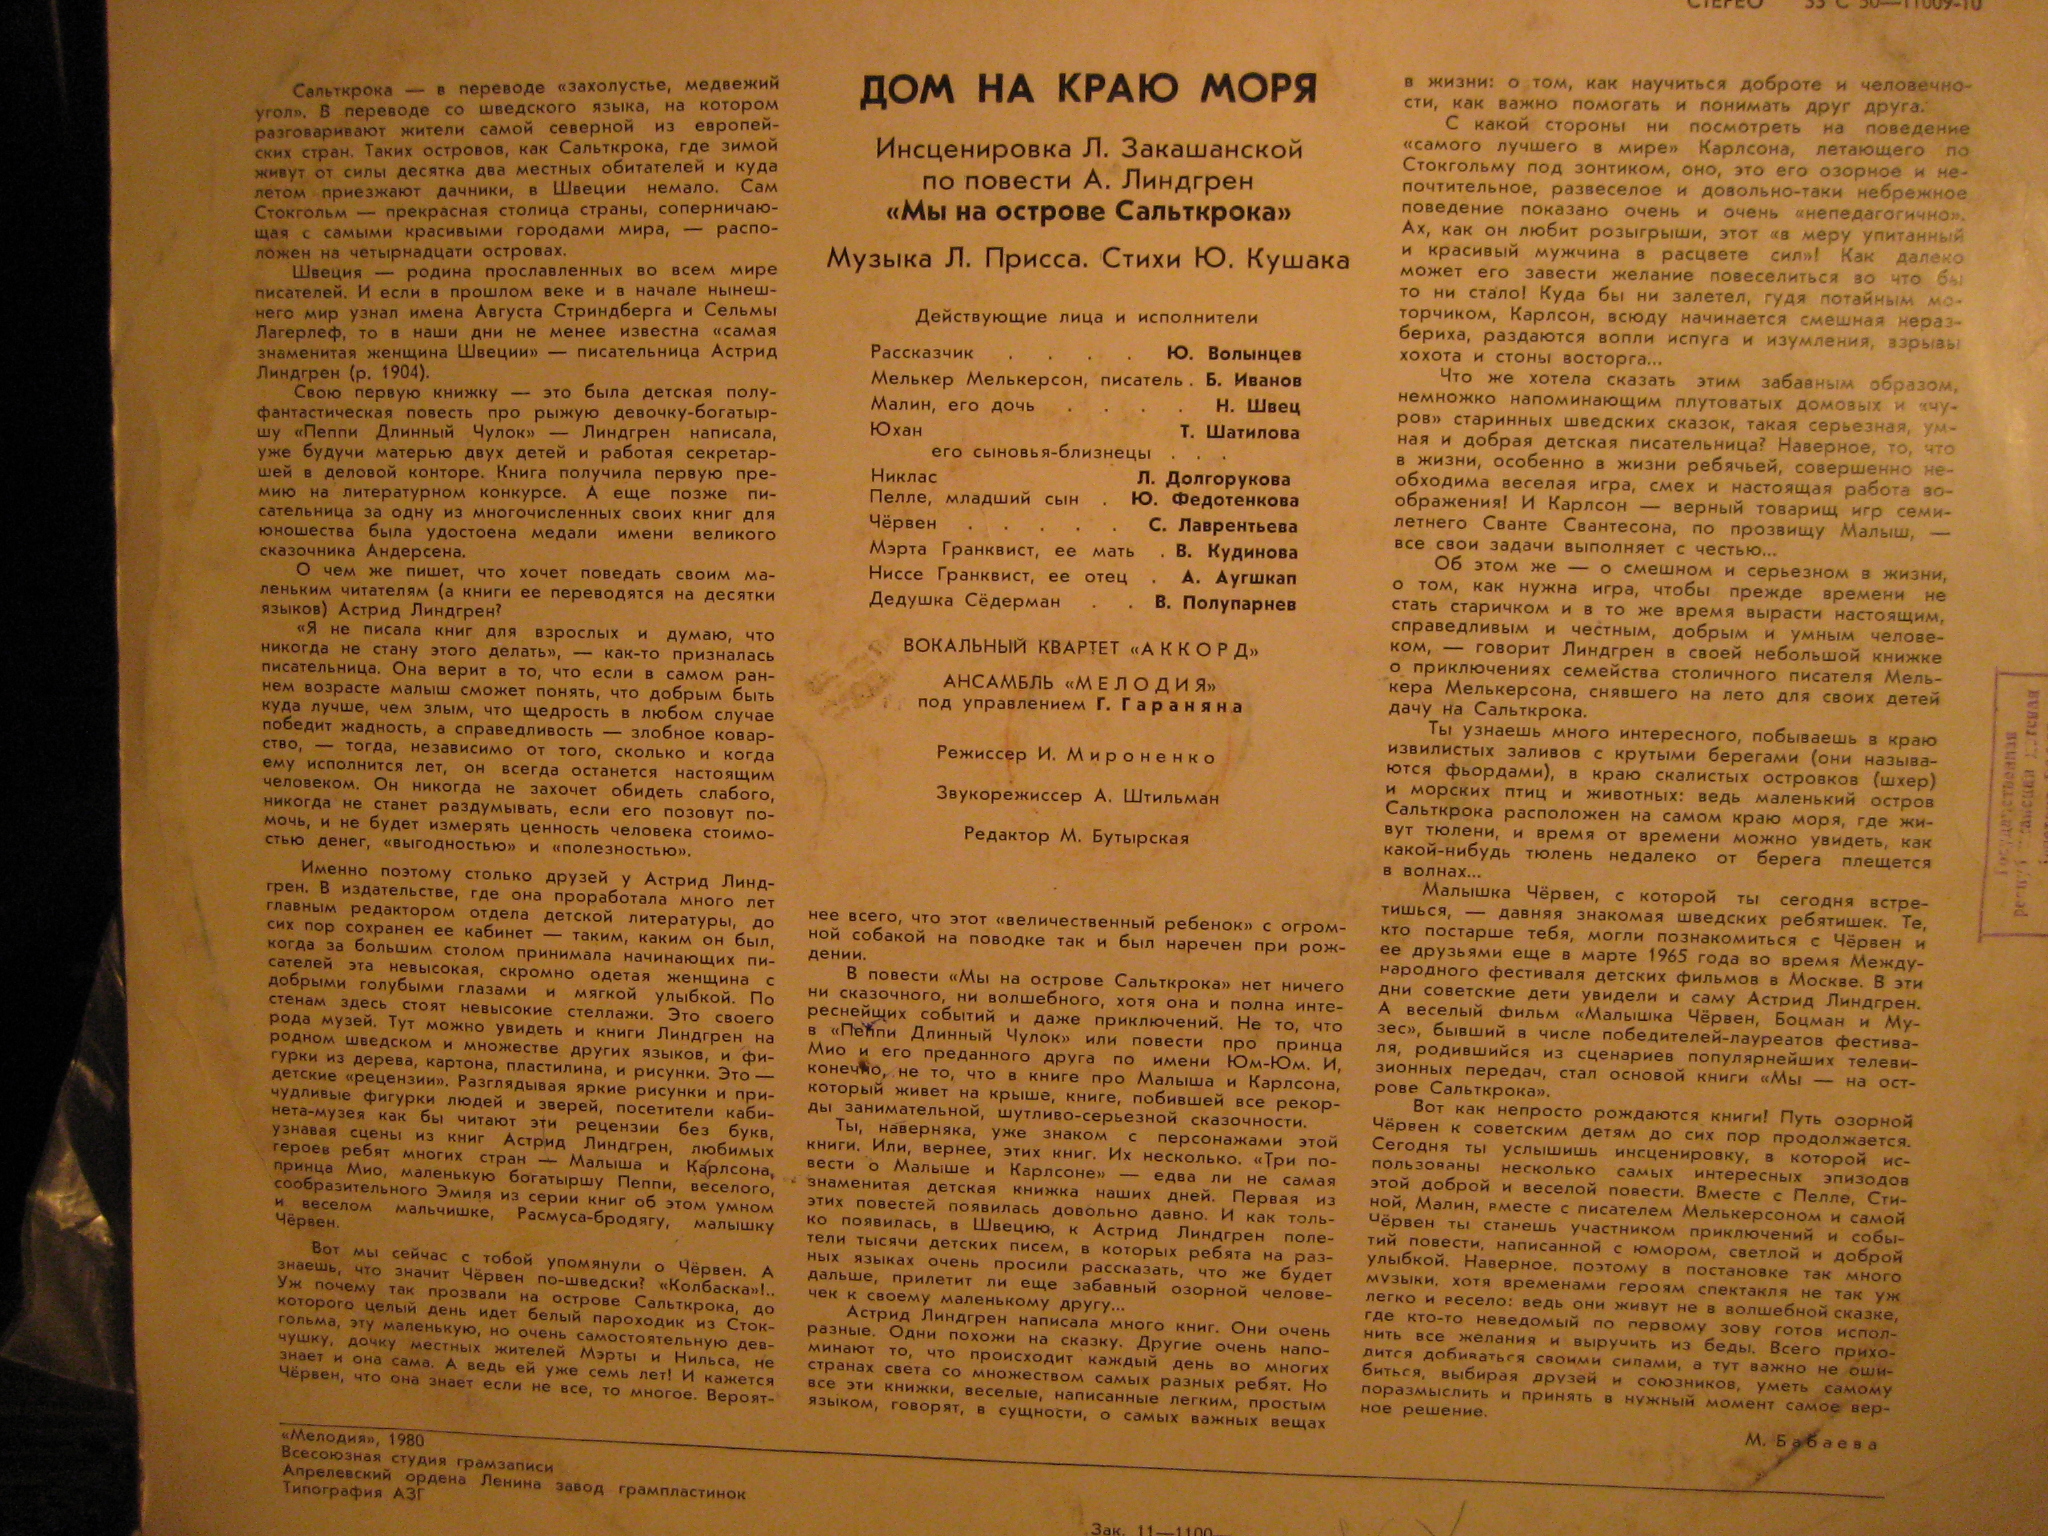 СТЕРЕО 33 С 50—11009-10
Сальткрока — в переводе «захолустье, медвежий
угол». В переводе со шведского языка, на котором
разговаривают жители самой северной из европей-
ских стран. Таких островов, как Сальткрока, где зимой
живут от силы десятка два местных обитателей и куда
летом приезжают дачники, в Швеции немало. Сам
Стокгольм — прекрасная столица страны, соперничаю-
щая с самыми красивыми городами мира, — распо-
ложен на четырнадцати островах.
Швеция — родина прославленных во всем мире
писателей. И если в прошлом веке и в начале нынеш-
него мир узнал имена Августа Стриндберга и Сельмы
Лагерлеф, то в наши дни не менее известна «самая
знаменитая женщина Швеции» — писательница Астрид
Линдгрен (р. 1904).
Свою первую книжку — это была детская полу-
фантастическая повесть про рыжую девочку-богатыр-
шу «Пеппи Длинный Чулок» — Линдгрен написала,
уже будучи матерью двух детей и работая секретар-
шей в деловой конторе. Книга получила первую пре-
мию на литературном конкурсе. А еще позже пи-
сательница за одну из многочисленных своих книг для
юношества была удостоена медали имени великого
сказочника Андерсена.
О чем же пишет, что хочет поведать своим ма-
леньким читателям (а книги ее переводятся на десятки
языков) Астрид Линдгрен?
«Я не писала книг для взрослых и думаю, что
никогда не стану этого делать», — как-то призналась
писательница. Она верит в то, что если в самом ран-
нем возрасте малыш сможет понять, что добрым быть
куда лучше, чем злым, что щедрость в любом случае
победит жадность, а справедливость — злобное ковар-
ство, — тогда, независимо от того, сколько и когда
ему исполнится лет, он всегда останется настоящим
человеком. Он никогда не захочет обидеть слабого,
никогда не станет раздумывать, если его позовут по-
мочь, и не будет измерять ценность человека стоимо-
стью денег, «выгодностью» и «полезностью».
Именно поэтому столько друзей у Астрид Линд-
грен. В издательстве, где она проработала много лет
главным редактором отдела детской литературы, до
сих пор сохранен ее кабинет — таким, каким он был,
когда за большим столом принимала начинающих пи-
сателей эта невысокая, скромно одетая женщина с
добрыми голубыми глазами и мягкой улыбкой. По
стенам здесь стоят невысокие стеллажи. Это своего
рода музей. Тут можно увидеть и книги Линдгрен на
родном шведском и множестве других языков, и фи-
гурки из дерева, картона, пластилина, и рисунки. Это —
детские «рецензии». Разглядывая яркие рисунки и при-
чудливые фигурки людей и зверей, посетители каби-
нета-музея как бы читают эти рецензии без букв,
узнавая сцены из книг Астрид Линдгрен, любимых
героев ребят многих стран — Малыша и Карлсона,
принца Мио, маленькую богатыршу Пеппи, веселого,
сообразительного Эмиля из серии книг об этом умном
и веселом мальчишке, Расмуса-бродягу, малышку
Чёрвен.
Вот мы сейчас с тобой упомянули о Чёрвен. А
знаешь, что значит Чёрвен по-шведски? «Колбаска»!..
Уж почему так прозвали на острове Сальткрока, до
которого целый день идет белый пароходик из Сток-
гольма, эту маленькую, но очень самостоятельную дев-
чушку, дочку местных жителей Мэрты и Нильса, не
знает и она сама. А ведь ей уже семь лет! И кажется
Чёрвен, что она знает если не все, то многое. Вероят-
ДОМ НА КРАЮ МОРЯ
Инсценировка Л. Закашанской
по повести А. Линдгрен
«Мы на острове Сальткрока»
Музыка Л. Присса. Стихи Ю. Кушака
Действующие лица и исполнители
Рассказчик . . . . Ю. Волынцев
Мелькер Мелькерсон, писатель . Б. Иванов
Малин, его дочь . . . . Н. Швец
Юхан Т. Шатилова
его сыновья-близнецы . . .
Никлас Л. Долгорукова
Пелле, младший сын . Ю. Федотенкова
Чёрвен . . . . . С. Лаврентьева
Мэрта Гранквист, ее мать . В. Кудинова
Ниссе Гранквист, ее отец . А. Аугшкап
Дедушка Сёдерман . . В. Полупарнев
ВОКАЛЬНЫЙ КВАРТЕТ «АККОРД»
АНСАМБЛЬ «МЕЛОДИЯ»
под управлением Г. Гараняна
Режиссер И. Мироненко
Звукорежиссер А. Штильман
Редактор М. Бутырская
нее всего, что этот «величественный ребенок» с огром-
ной собакой на поводке так и был наречен при рож-
дении.
В повести «Мы на острове Сальткрока» нет ничего
ни сказочного, ни волшебного, хотя она и полна инте-
реснейщих событий и даже приключений. Не то, что
в «Пеппи Длинный Чулок» или повести про принца
Мио и его преданного друга по имени Юм-Юм. И,
конечно, не то, что в книге про Малыша и Карлсона,
который живет на крыше, книге, побившей все рекор-
ды занимательной, шутливо-серьезной сказочности.
Ты, наверняка, уже знаком с персонажами этой
книги. Или, вернее, этих книг. Их несколько. «Три по-
вести о Малыше и Карлсоне» — едва ли не самая
знаменитая детская книжка наших дней. Первая из
этих повестей появилась довольно давно. И как толь-
ко появилась, в Швецию, к Астрид Линдгрен поле-
тели тысячи детских писем, в которых ребята на раз-
ных языках очень просили рассказать, что же будет
дальше, прилетит ли еще забавный озорной человe-
чек к своему маленькому другу...
Астрид Линдгрен написала много книг. Они очень
разные. Одни похожи на сказку. Другие очень напо-
минают то, что происходит каждый день во многих
странах света со множеством самых разных ребят. Но
все эти книжки, веселые, написанные легким, простым
языком, говорят, в сущности, о самых важных вещах
в жизни: о том, как научиться доброте и человечно-
сти, как важно помогать и понимать друг друга.
С какой стороны ни посмотреть на поведение
«самого лучшего в мире» Карлсона, летающего по
Стокгольму под зонтиком, оно, это его озорное и не-
почтительное, развеселое и довольно-таки небрежное
поведение показано очень и очень «непедагогично».
Ах, как он любит розыгрыши, этот «в меру упитанный
и красивый мужчина в расцвете сил»! Как далеко
может его завести желание повеселиться во что бы
то ни стало! Куда бы ни залетел, гудя потайным мо-
торчиком, Карлсон, всюду начинается смешная нераз-
бериха, раздаются вопли испуга и изумления, взрывы
хохота и стоны восторга...
Что же хотела сказать этим забавным образом,
немножко напоминающим плутоватых домовых и «чу-
ров» старинных шведских сказок, такая серьезная, ум-
ная и добрая детская писательница? Наверное, то, что
в жизни, особенно в жизни ребячьей, совершенно не-
обходима веселая игра, смех и настоящая работа во-
ображения! И Карлсон — верный товарищ игр семи-
летнего Сванте Свантесона, по прозвищу Малыш, —
все свои задачи выполняет с честью...
Об этом же — о смешном и серьезном в жизни,
о том, как нужна игра, чтобы прежде времени не
стать старичком и в то же время вырасти настоящим,
справедливым и честным, добрым и умным челове-
ком, — говорит Линдгрен в своей небольшой книжке
о приключениях семейства столичного писателя Мель-
кера Мелькерсона, снявшего на лето для своих детей
дачу на Сальткрока.
Ты узнаешь много интересного, побываешь в краю
извилистых заливов с крутыми берегами (они называ-
ются фьордами), в краю скалистых островков (шхер)
и морских птиц и животных: ведь маленький остров
Сальткрока расположен на самом краю моря, где жи-
вут тюлени, и время от времени можно увидеть, как
какой-нибудь тюлень недалеко от берега плещется
в волнах...
Малышка Чёрвен, с которой ты сегодня встре-
тишься, — давняя знакомая шведских ребятишек. Те,
кто постарше тебя, могли познакомиться с Чёрвен и
ее друзьями еще в марте 1965 года во время Между-
народного фестиваля детских фильмов в Москве. В эти
дни советские дети увидели и саму Астрид Линдгрен.
А веселый фильм «Малышка Чёрвен, Боцман и Му-
зес», бывший в числе победителей-лауреатов фестива-
ля, родившийся из сценариев популярнейших телеви-
зионных передач, стал основой книги «Мы — на ост-
рове Сальткрока».
Вот как непросто рождаются книги! Путь озорной
Чёрвен к советским детям до сих пор продолжается.
Сегодня ты услышишь инсценировку, в которой ис-
пользованы несколько самых интересных эпизодов
этой доброй и веселой повести. Вместе с Пелле, Сти-
ной, Малин, вместе с писателем Мелькерсоном и самой
Чёрвен ты станешь участником приключений и собы-
тий повести, написанной с юмором, светлой и доброй
улыбкой. Наверное, поэтому в постановке так много
музыки, хотя временами героям спектакля не так уж
легко и весело: ведь они живут не в волшебной сказке,
где кто-то неведомый по первому зову готов испол-
нить все желания и выручить из беды. Всего прихо-
дится добиваться своими силами, а тут важно не оши-
биться, выбирая друзей и союзников, уметь самому
поразмыслить и принять в нужный момент самое вер-
ное решение.
М. Бабаева
«Мелодия», 1980
Всесоюзная студия грамзаписи
Апрелевский ордена Ленина завод грампластинок
Типография АЗГ
Зак. 11—1100